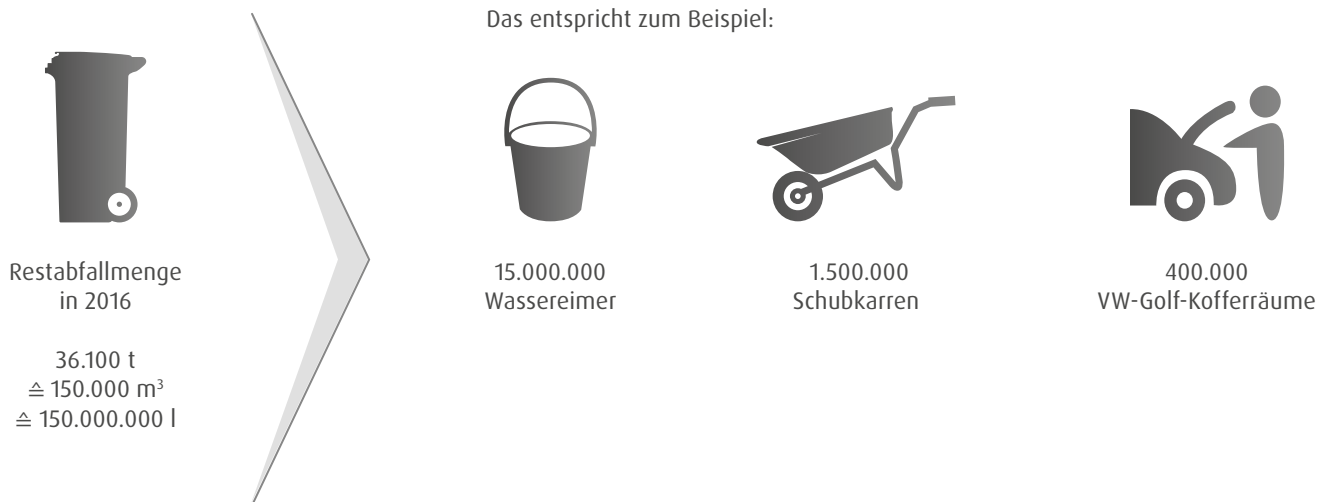 Das entspricht zum Beispiel:
Restabfallmenge
in 2016
36.100 t
≙ 150.000 m³
≙ 150.000.000 l
15.000.000
Wassereimer
1.500.000
Schubkarren
400.000
VW-Golf-Kofferräume